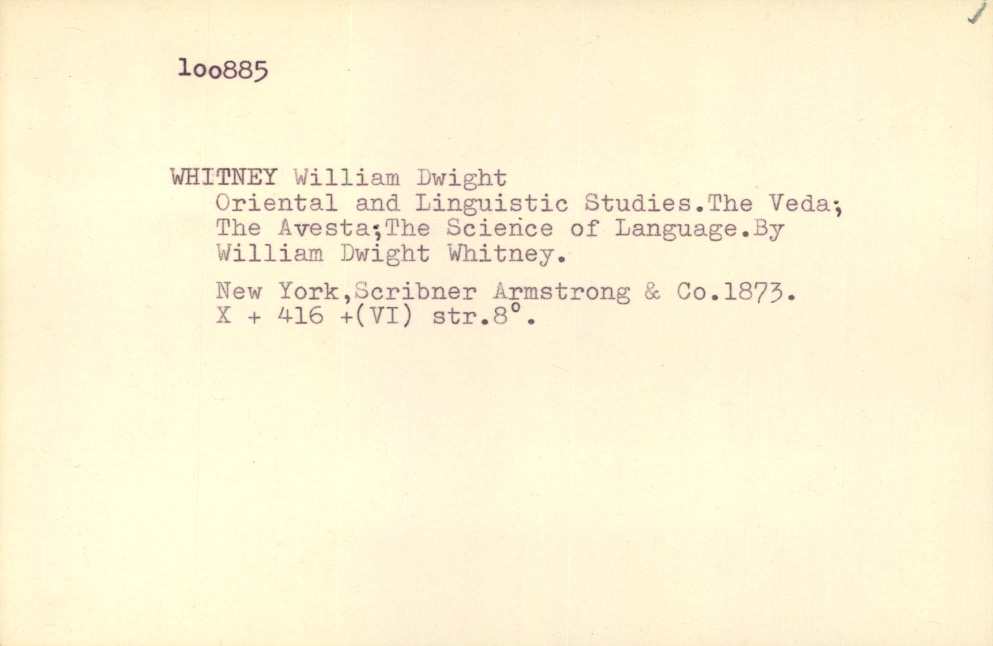 loo885
WHITNEY William Dwight
Oriental and Linguistic Studies.The Veda;
The Avesta;The Science of Language.By
William Dwight Whitney.
New York,Scribner Armstrong & Co.1873.
X + 416 +(VI) str.8°.